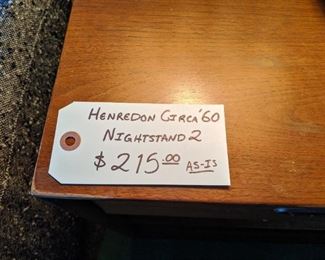 HENREDON CIRCA '60
NIGHTSTAND 2
$215.00 AS-IS